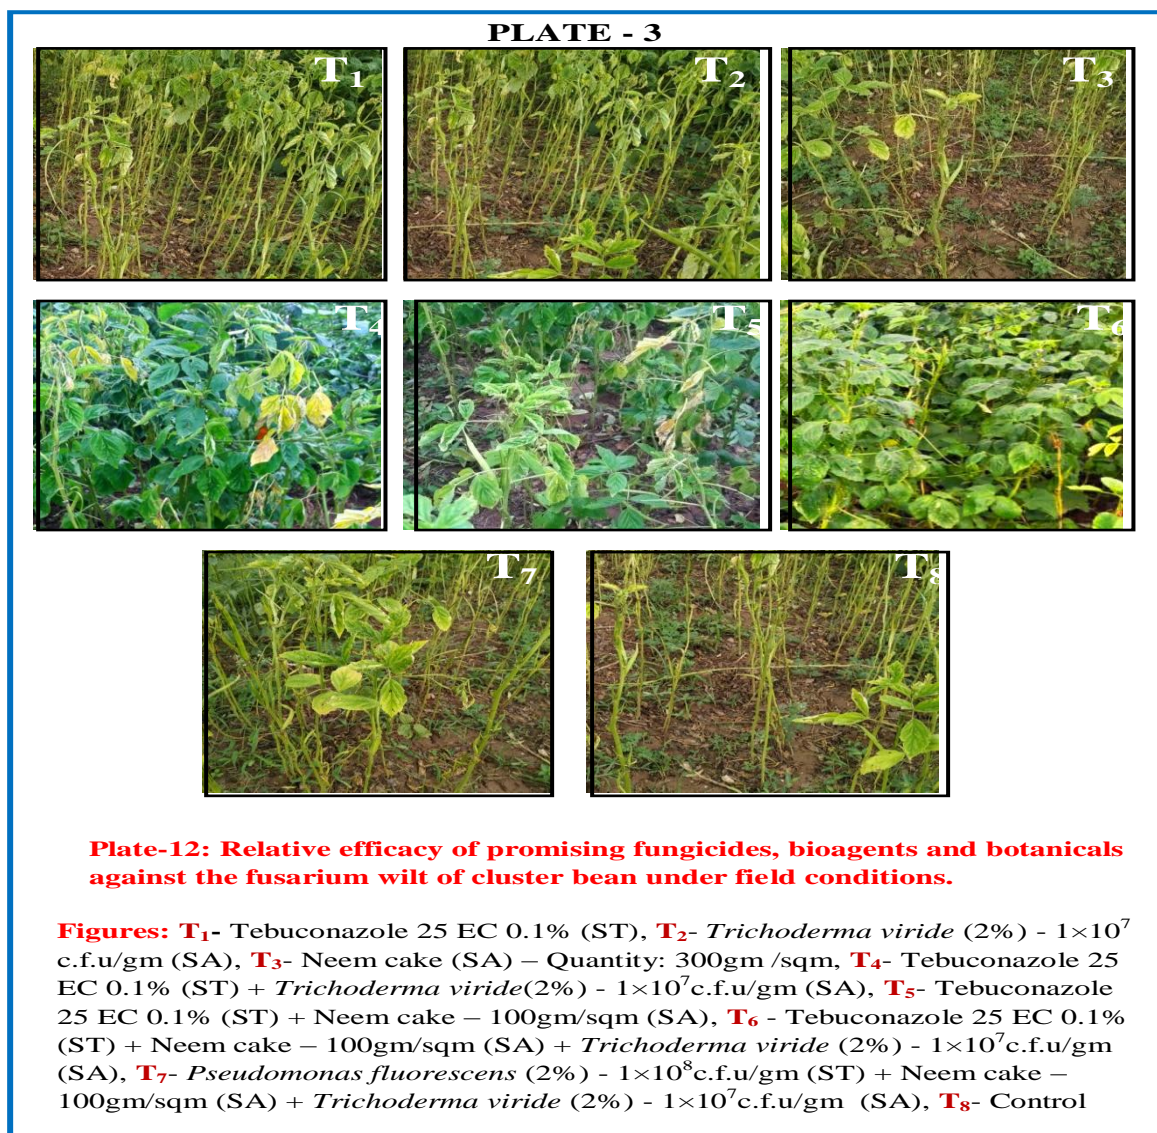 PLATE - 3
T₁
T₂
T₃
T₄
T₅
T₆
T₇
T₈
Plate-12: Relative efficacy of promising fungicides, bioagents and botanicals
against the fusarium wilt of cluster bean under field conditions.
Figures: T₁- Tebuconazole 25 EC 0.1% (ST), T₂- Trichoderma viride (2%) - 1×10⁷
c.f.u/gm (SA), T₃- Neem cake (SA) – Quantity: 300gm /sqm, T₄- Tebuconazole 25
EC 0.1% (ST) + Trichoderma viride(2%) - 1×10⁷c.f.u/gm (SA), T₅- Tebuconazole
25 EC 0.1% (ST) + Neem cake – 100gm/sqm (SA), T₆ - Tebuconazole 25 EC 0.1%
(ST) + Neem cake – 100gm/sqm (SA) + Trichoderma viride (2%) - 1×10⁷c.f.u/gm
(SA), T₇- Pseudomonas fluorescens (2%) - 1×10⁸c.f.u/gm (ST) + Neem cake –
100gm/sqm (SA) + Trichoderma viride (2%) - 1×10⁷c.f.u/gm (SA), T₈- Control